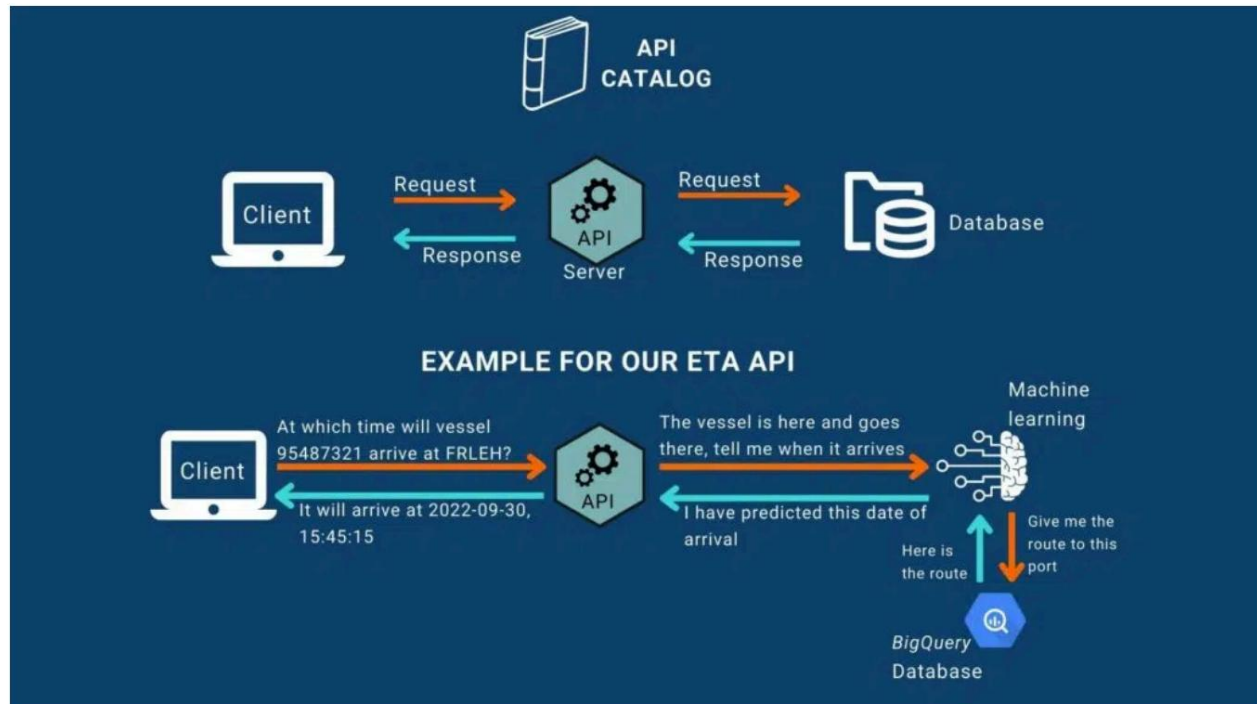 API
CATALOG
Client
Request
Response
API
Server
Request
Response
Database
EXAMPLE FOR OUR ETA API
Client
At which time will vessel
95487321 arrive at FRLEH?
It will arrive at 2022-09-30,
15:45:15
API
The vessel is here and goes
there, tell me when it arrives
I have predicted this date of
arrival
Machine
learning
Here is
the route
Give me the
route to this
port
BigQuery
Database